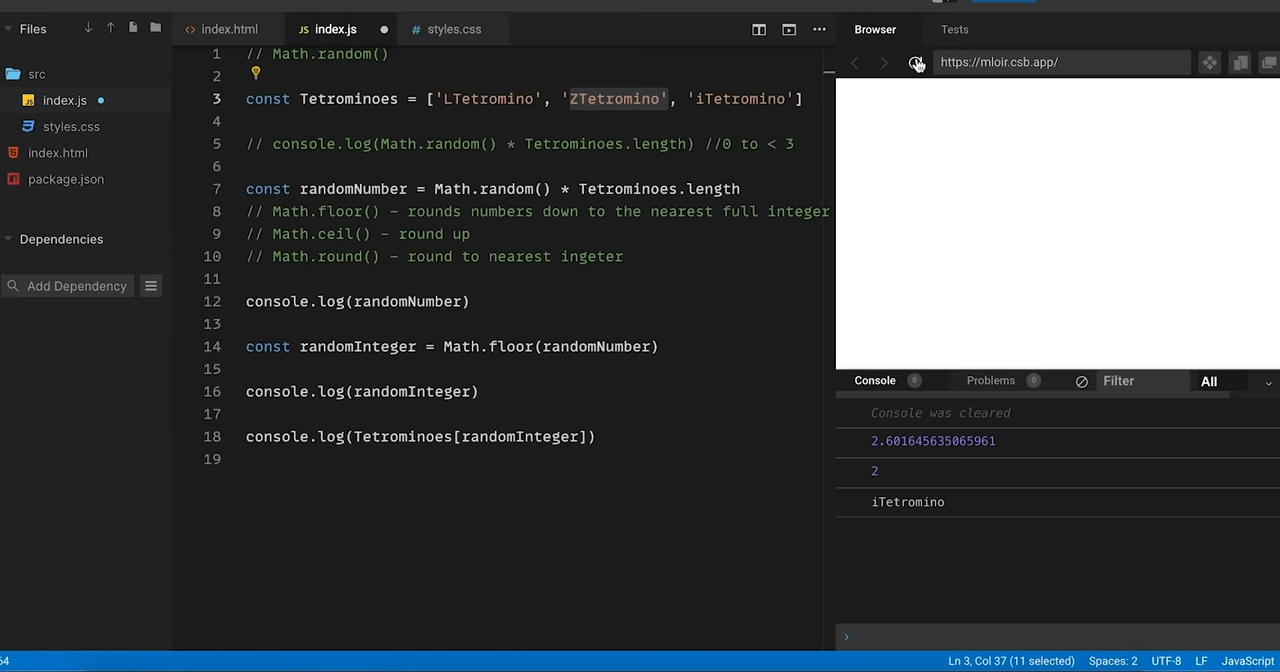 Files
index.html
index.js
styles.css
Browser
Tests
src
index.js
styles.css
index.html
package.json
Dependencies
Add Dependency
https://mloir.csb.app/
1 // Math.random()
2
3 const Tetrominoes = ['LTetromino', 'ZTetromino', 'iTetromino']
4
5 // console.log(Math.random() * Tetrominoes.length) //0 to < 3
6
7 const randomNumber = Math.random() * Tetrominoes.length
8 // Math.floor() - rounds numbers down to the nearest full integer
9 // Math.ceil() - round up
10 // Math.round() - round to nearest ingeter
11
12 console.log(randomNumber)
13
14 const randomInteger = Math.floor(randomNumber)
15
16 console.log(randomInteger)
17
18 console.log(Tetrominoes[randomInteger])
19
Console 0 Problems 0 Filter All
Console was cleared
2.601645635065961
2
iTetromino
64 Ln 3, Col 37 (11 selected) Spaces: 2 UTF-8 LF JavaScript